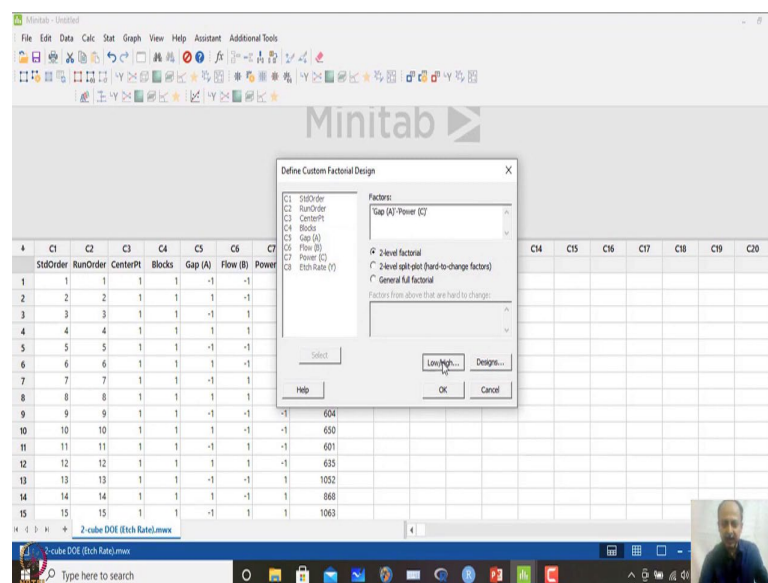 Minitab - Untitled
File Edit Data Calc Stat Graph View Help Assistant Additional Tools
Minitab
Define Custom Factorial Design
C1 StdOrder
C2 RunOrder
C3 CenterPt
C4 Blocks
C5 Gap (A)
C6 Flow (B)
C7 Power (C)
C8 Etch Rate (Y)
Factors:
'Gap (A)'-'Power (C)'
2-level factorial
2-level split-plot (hard-to-change factors)
General full factorial
Factors from above that are hard to change:
Select
Low/High... Designs...
Help OK Cancel
C1 C2 C3 C4 C5 C6 C7 C14 C15 C16 C17 C18 C19 C20
StdOrder RunOrder CenterPt Blocks Gap (A) Flow (B) Power
1 1 1 1 1 -1 -1
2 2 2 1 1 1 -1
3 3 3 1 1 -1 1
4 4 4 1 1 1 1
5 5 5 1 1 -1 -1
6 6 6 1 1 1 -1
7 7 7 1 1 -1 1
8 8 8 1 1 1 1
9 9 9 1 1 -1 -1 -1 604
10 10 10 1 1 1 -1 -1 650
11 11 11 1 1 -1 1 -1 601
12 12 12 1 1 1 1 -1 635
13 13 13 1 1 -1 -1 1 1052
14 14 14 1 1 1 -1 1 868
15 15 15 1 1 -1 1 1 1063
2-cube DOE (Etch Rate).mwx
2-cube DOE (Etch Rate).mwx
Type here to search